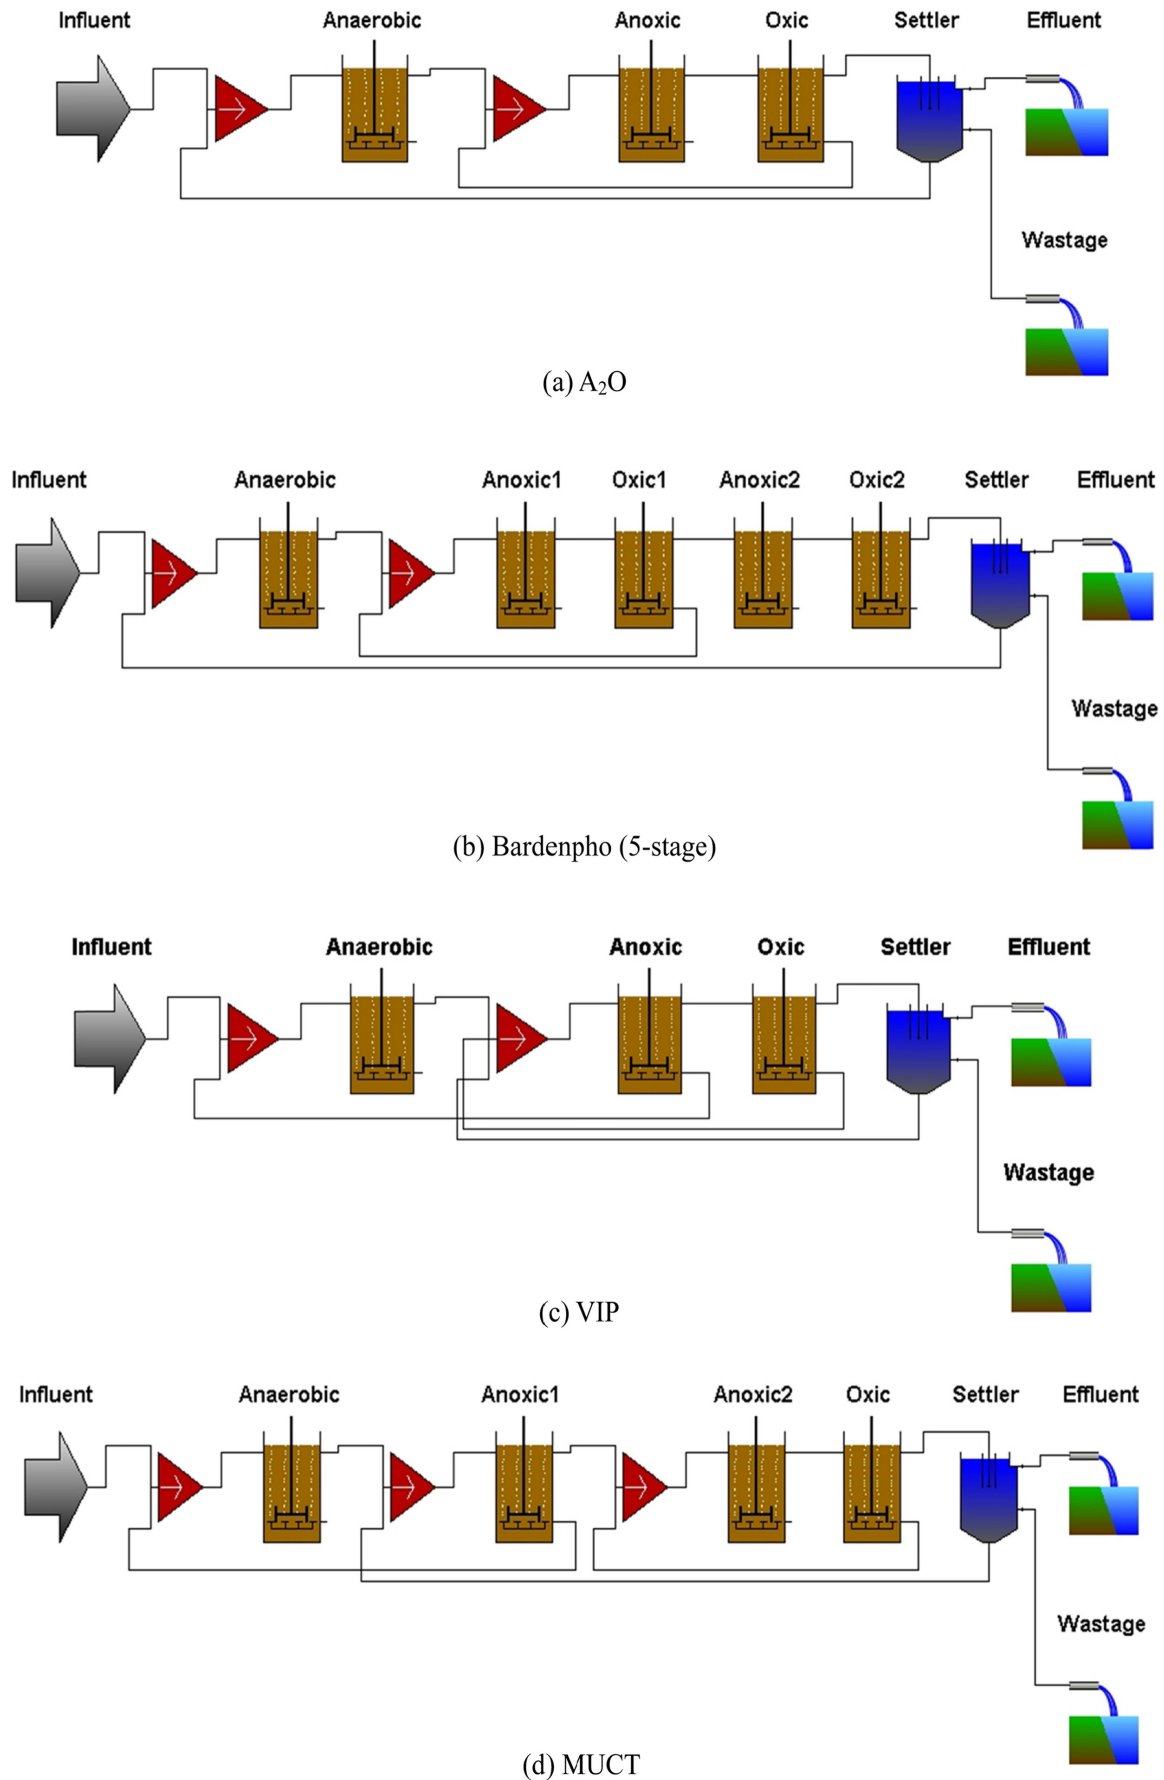 Influent Anaerobic Anoxic Oxic Settler Effluent
Wastage
(a) A₂O
Influent Anaerobic Anoxic1 Oxic1 Anoxic2 Oxic2 Settler Effluent
Wastage
(b) Bardenpho (5-stage)
Influent Anaerobic Anoxic Oxic Settler Effluent
Wastage
(c) VIP
Influent Anaerobic Anoxic1 Anoxic2 Oxic Settler Effluent
Wastage
(d) MUCT